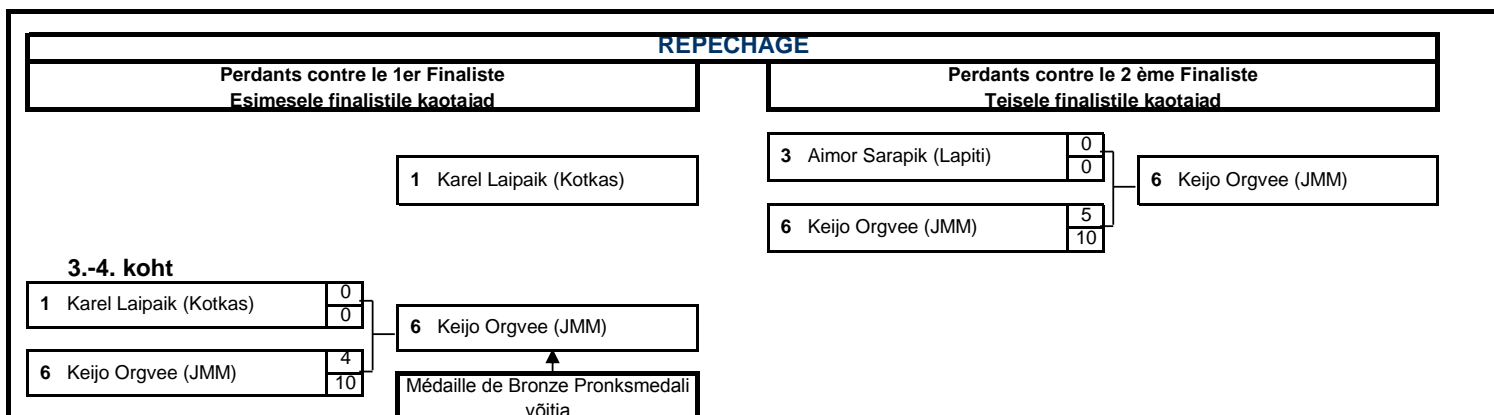 REPECHAGE
Perdants contre le 1er Finaliste
Esimesele finalistile kaotajad
Perdants contre le 2 ème Finaliste
Teisele finalistile kaotajad
1 Karel Laipaik (Kotkas)
3 Aimor Sarapik (Lapiti) 0
0
6 Keijo Orgvee (JMM)
6 Keijo Orgvee (JMM) 5
10
3.-4. koht
1 Karel Laipaik (Kotkas) 0
0
6 Keijo Orgvee (JMM)
6 Keijo Orgvee (JMM) 4
10
Médaille de Bronze Pronksmedali
võitja